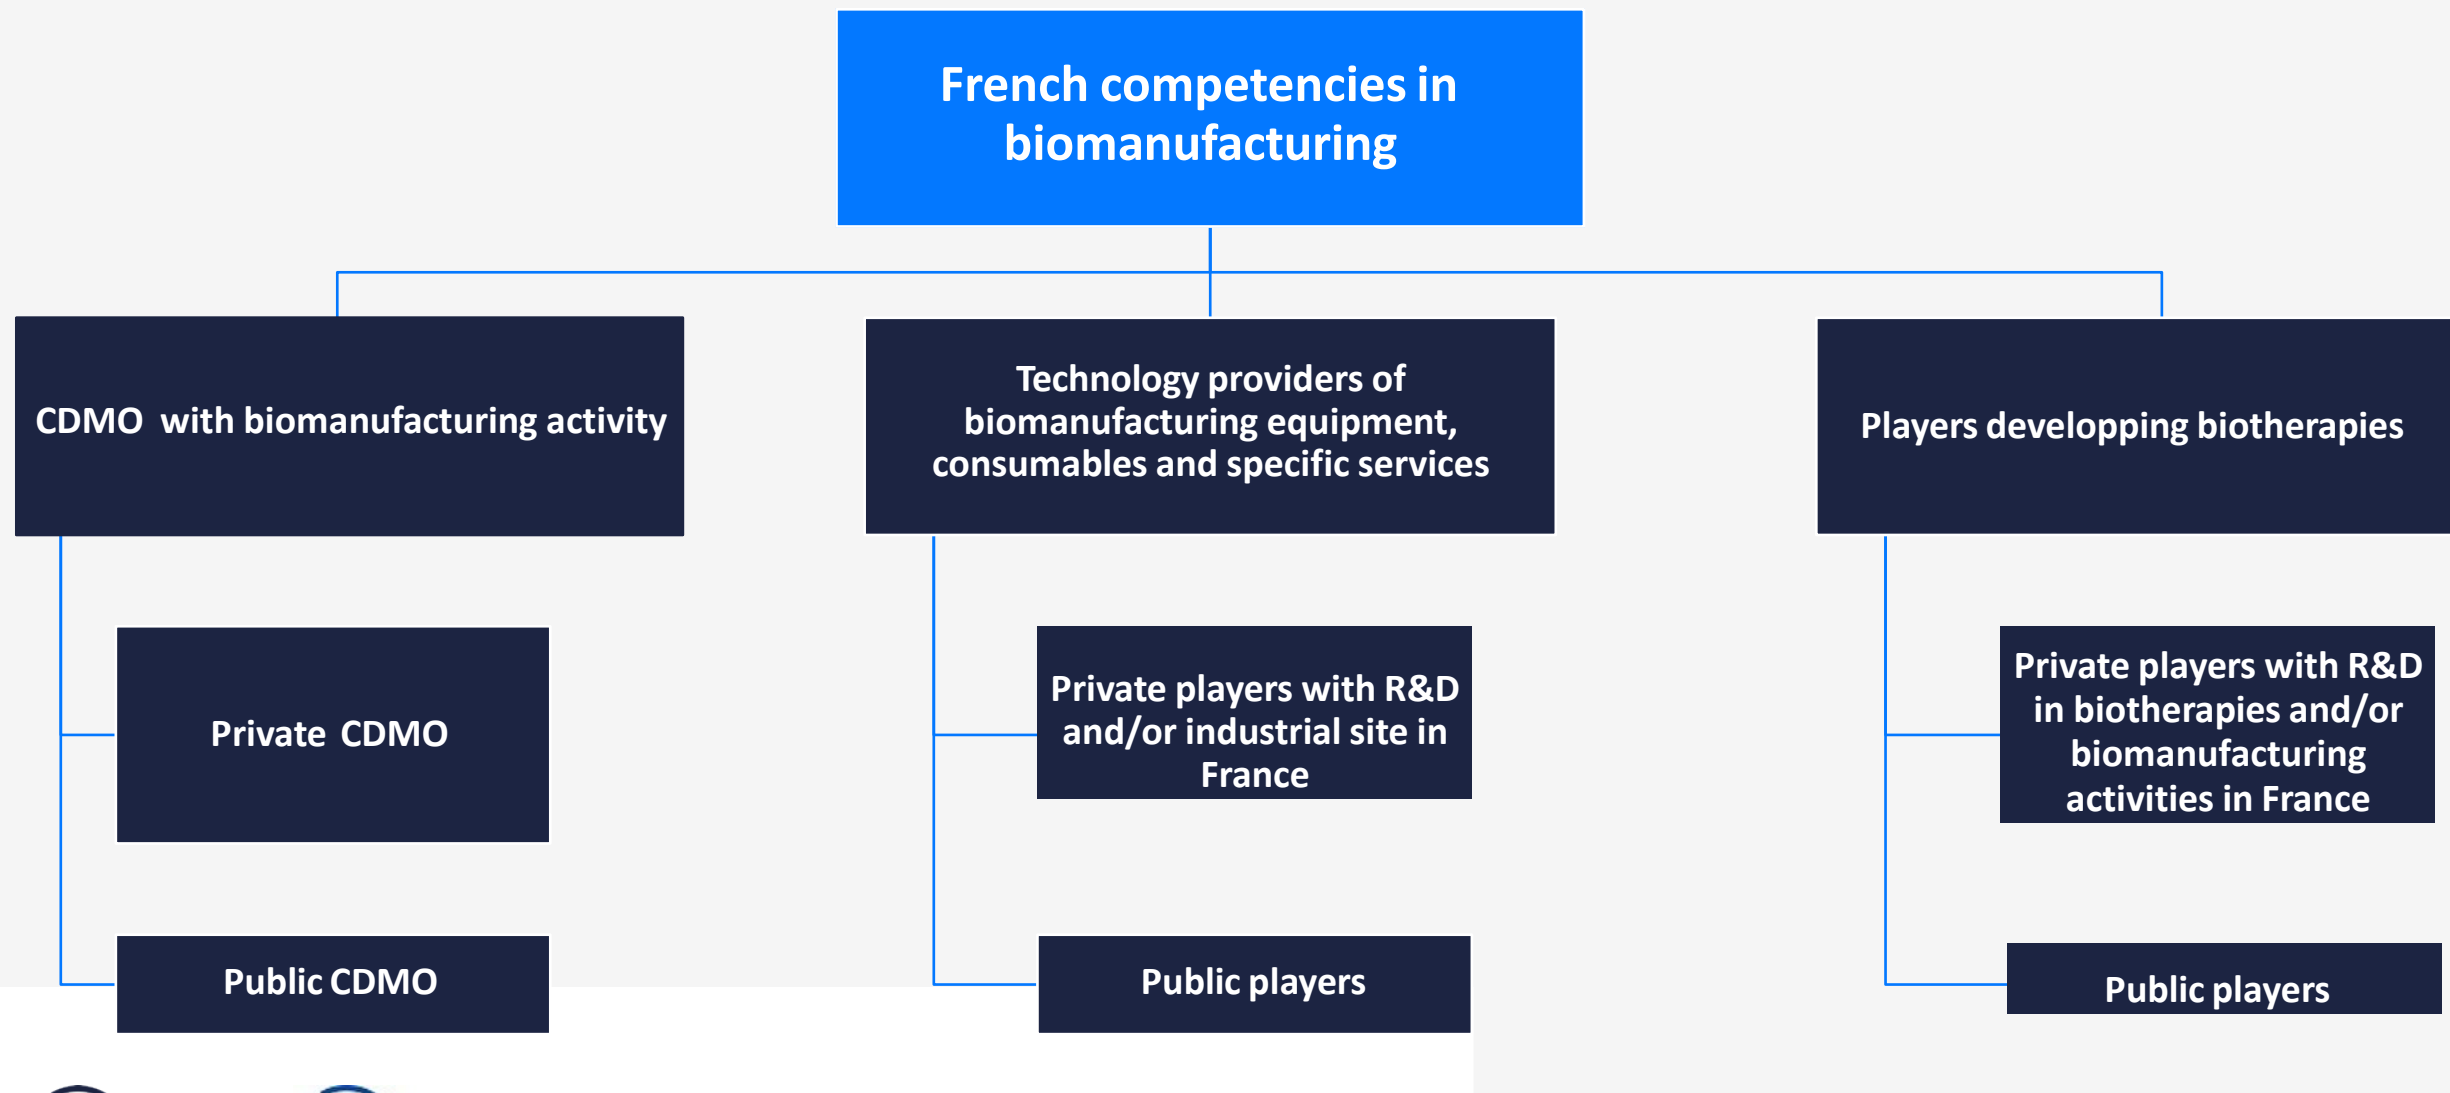 French competencies in
biomanufacturing
CDMO with biomanufacturing activity
Technology providers of
biomanufacturing equipment,
consumables and specific services
Players developping biotherapies
Private CDMO
Private players with R&D
and/or industrial site in
France
Private players with R&D
in biotherapies and/or
biomanufacturing
activities in France
Public CDMO
Public players
Public players